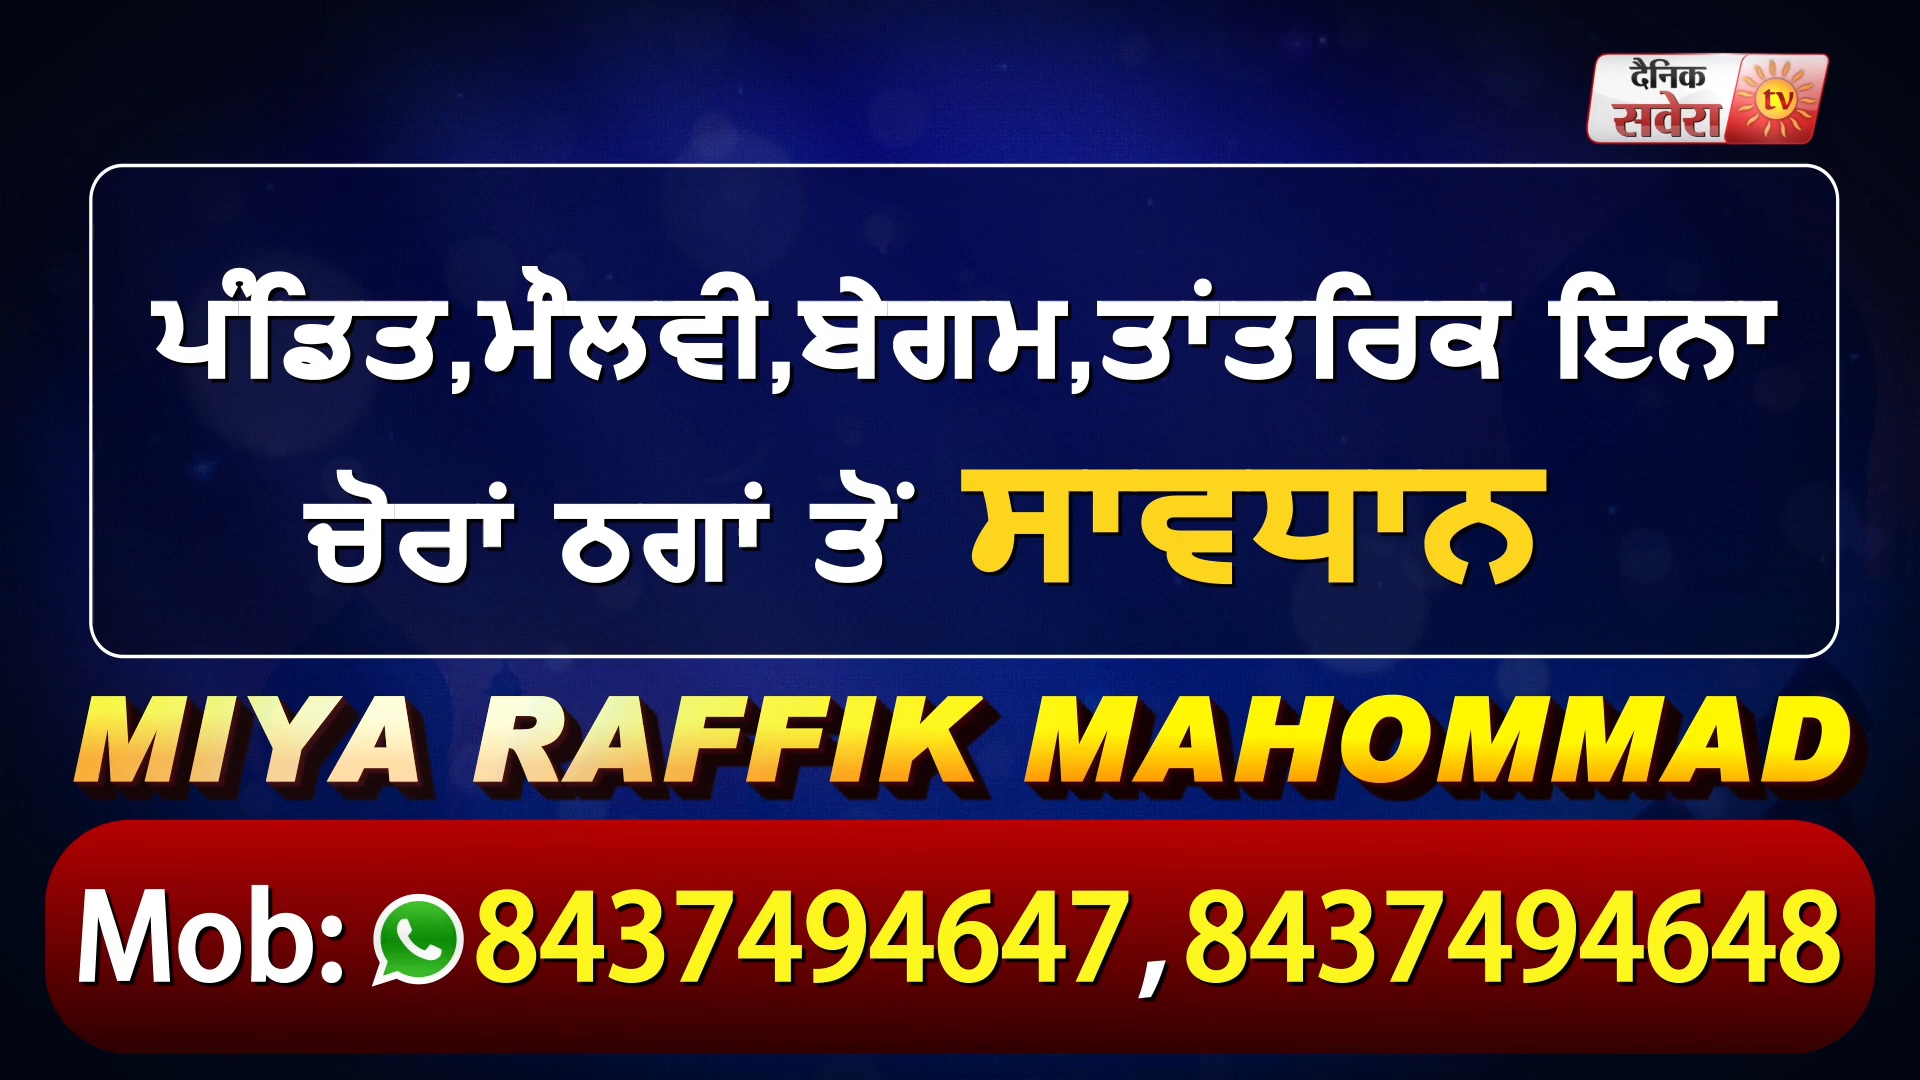 दैनिक
सवेरा tv
ਪੰਡਿਤ,ਮੌਲਵੀ,ਬੇਗਮ,ਤਾਂਤਰਿਕ ਇਨਾ
ਚੋਰਾਂ ਠਗਾਂ ਤੋਂ ਸਾਵਧਾਨ
MIYA RAFFIK MAHOMMAD
Mob: 8437494647, 8437494648